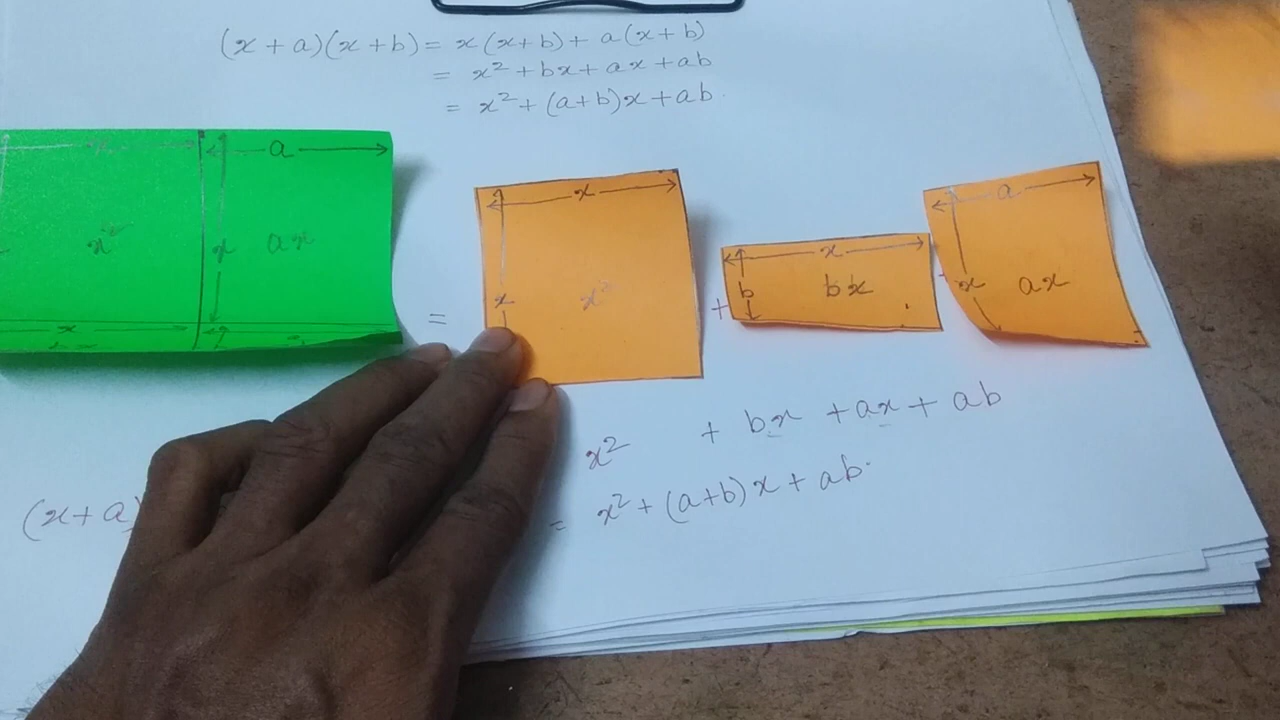 (x + a)(x + b) = x(x+b) + a(x+b)
= x² + bx + ax + ab
= x² + (a+b)x + ab
x a
x² x ax
x
= x x x² + x b bx a x ax
x² + bx + ax + ab
(x+a) = x² + (a+b)x + ab